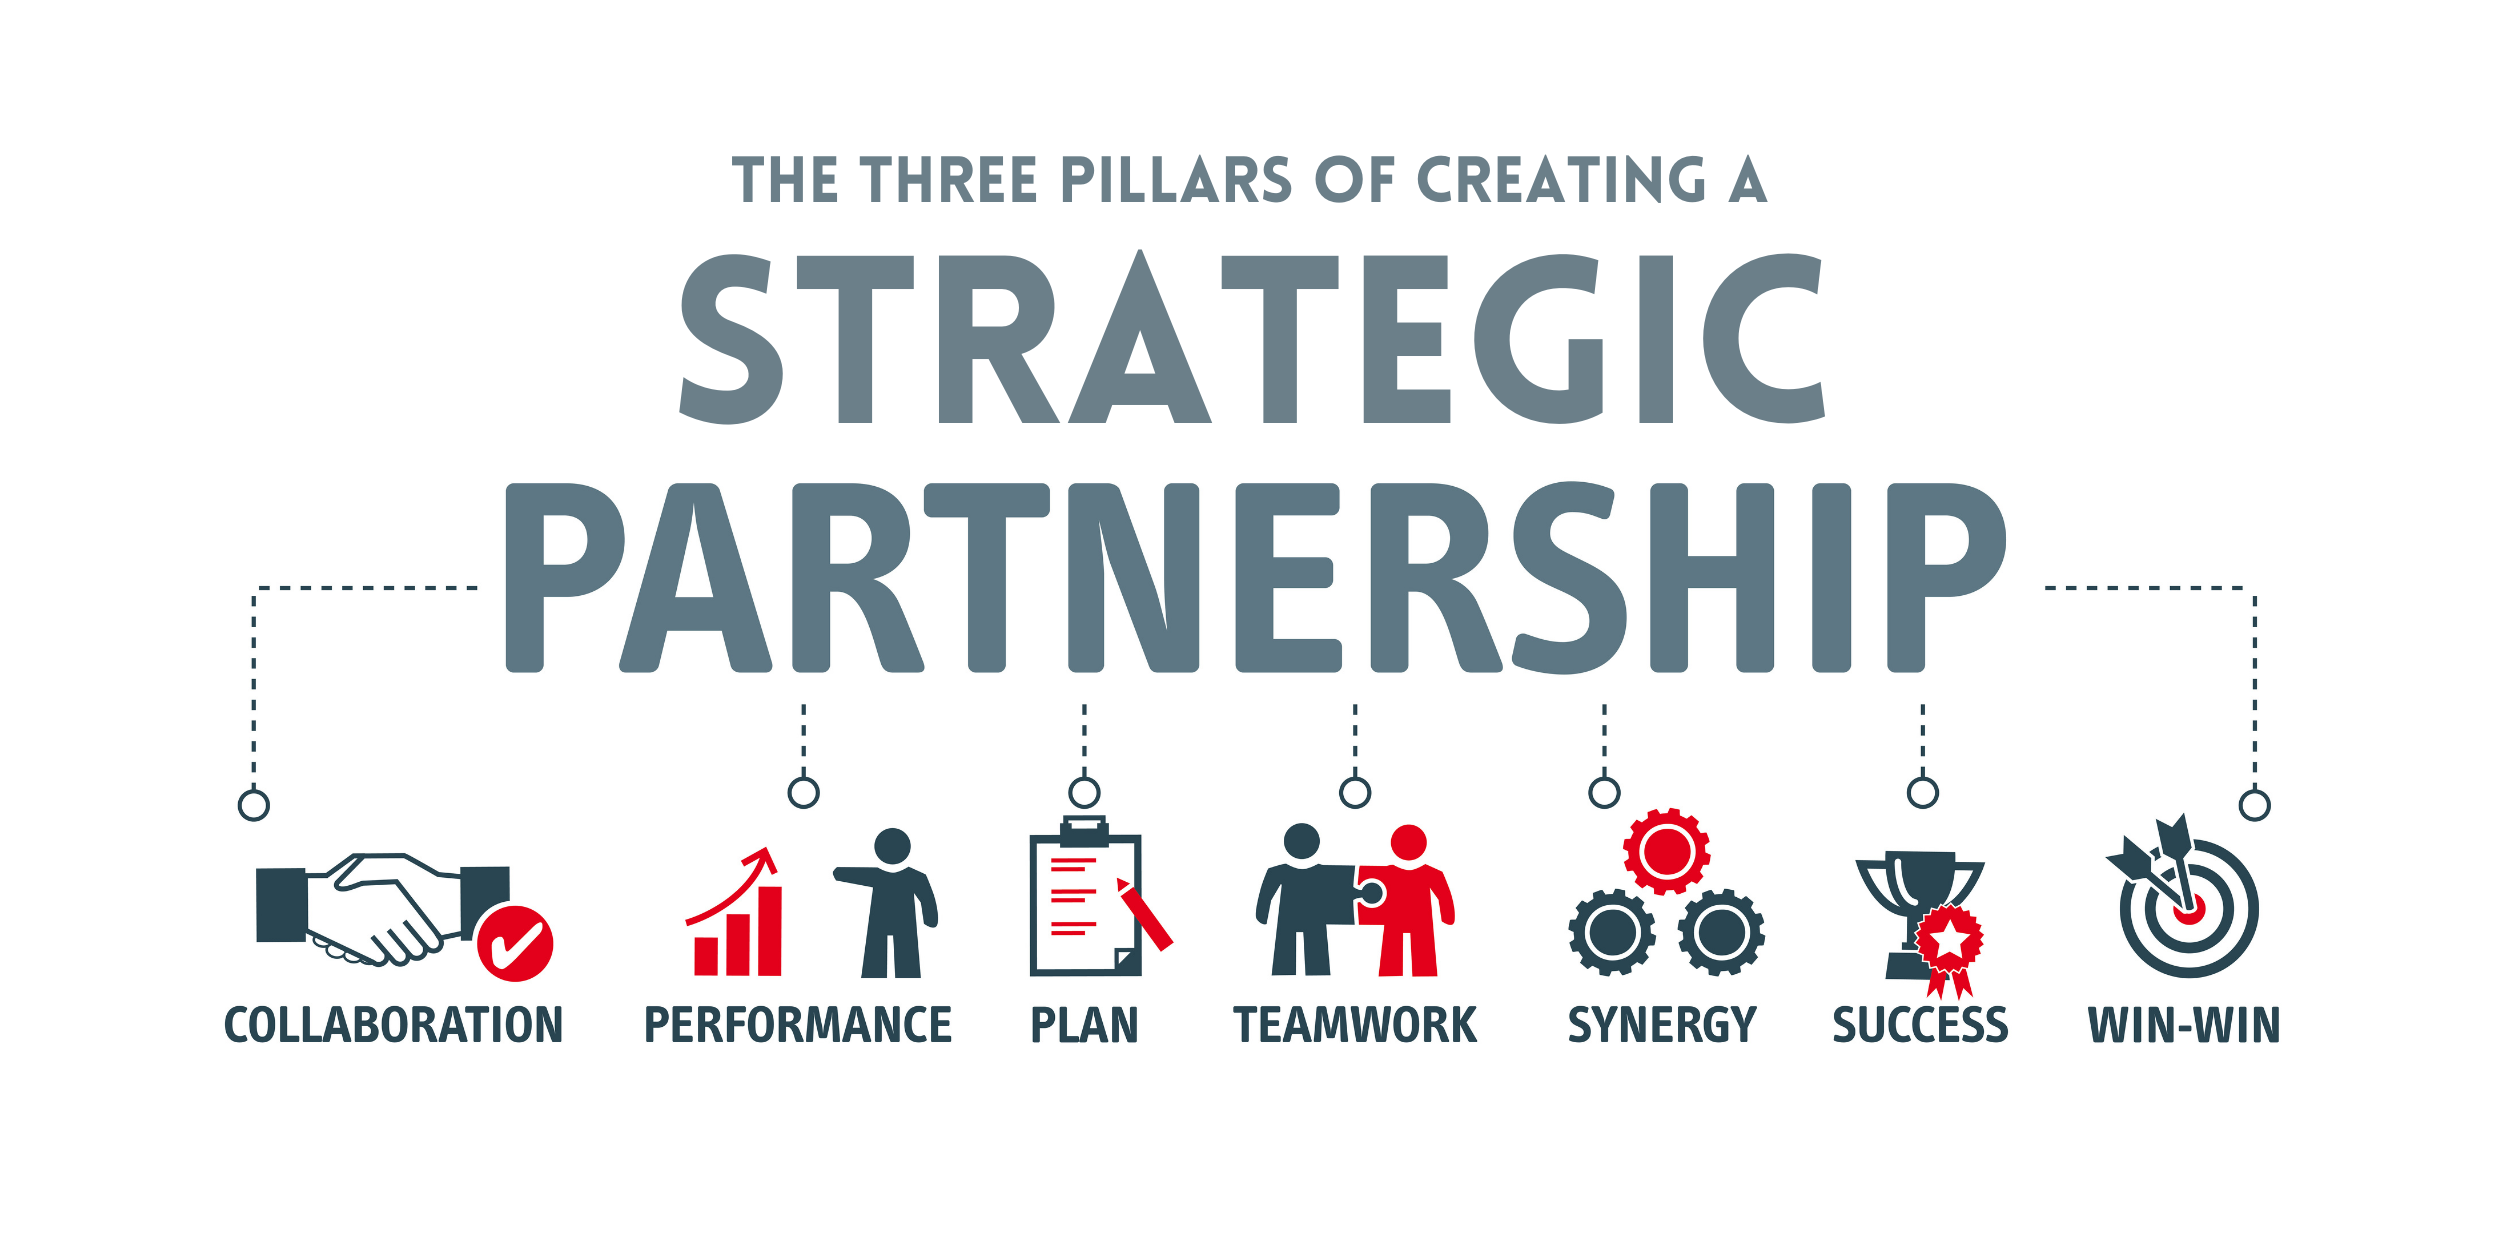 THE THREE PILLARS OF CREATING A
STRATEGIC
PARTNERSHIP
COLLABORATION
PERFORMANCE
PLAN
TEAMWORK
SYNERGY
SUCCESS
WIN-WIN